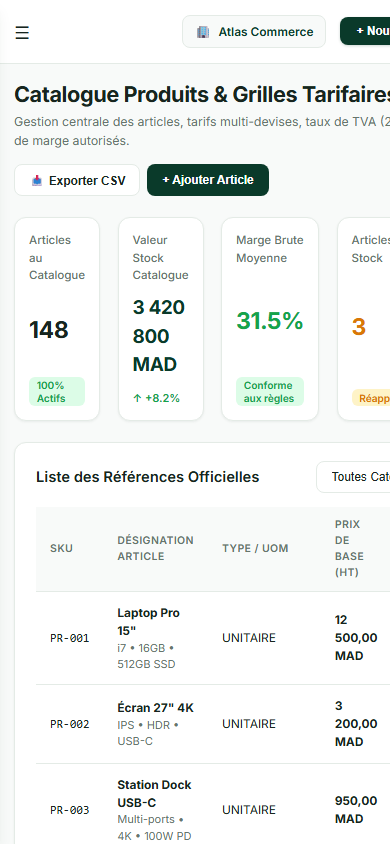 ☰
Atlas Commerce
+ Nou
Catalogue Produits & Grilles Tarifaires
Gestion centrale des articles, tarifs multi-devises, taux de TVA (2
de marge autorisés.
Exporter CSV
+ Ajouter Article
Articles
au
Catalogue
148
100%
Actifs
Valeur
Stock
Catalogue
3 420
800
MAD
↑ +8.2%
Marge Brute
Moyenne
31.5%
Conforme
aux règles
Articles
Stock
3
Réapp
Liste des Références Officielles
Toutes Caté
SKU
DÉSIGNATION
ARTICLE
TYPE / UOM
PRIX
DE
BASE
(HT)
PR-001
Laptop Pro
15"
i7 • 16GB •
512GB SSD
UNITAIRE
12
500,00
MAD
PR-002
Écran 27" 4K
IPS • HDR •
USB-C
UNITAIRE
3
200,00
MAD
PR-003
Station Dock
USB-C
Multi-ports •
4K • 100W PD
UNITAIRE
950,00
MAD